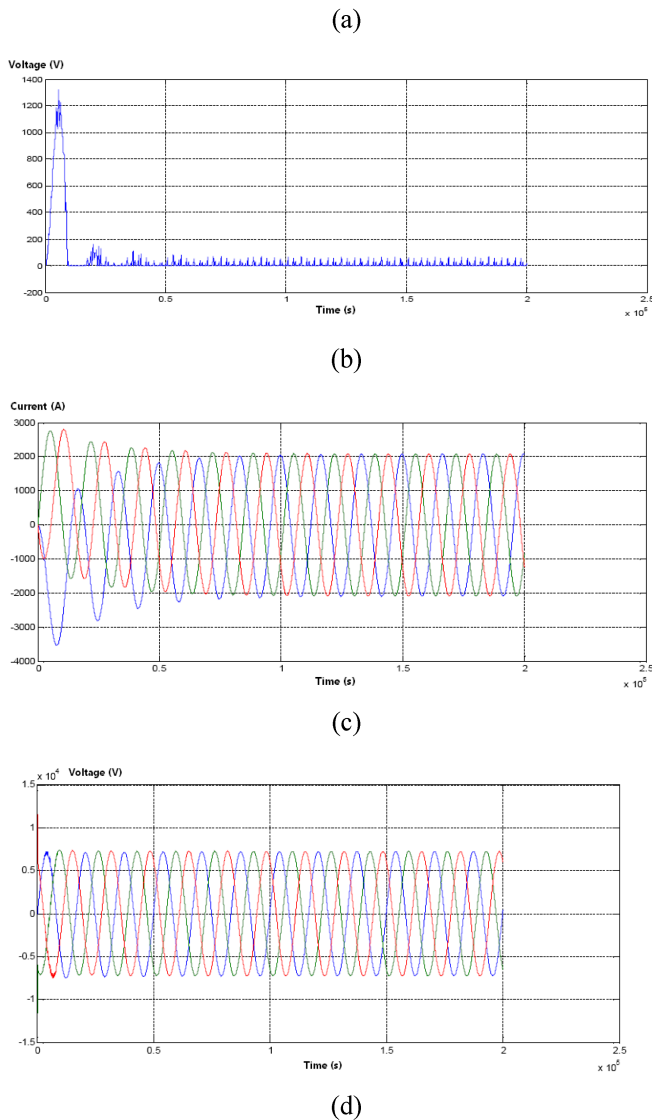 (a)
Voltage (V)
1400
1200
1000
800
600
400
200
0
-200
0 0.5 1 1.5 2 2.5
Time (s)
× 10⁵
(b)
Current (A)
3000
2000
1000
0
-1000
-2000
-3000
-4000
0 0.5 1 1.5 2 2.5
Time (s)
× 10⁵
(c)
× 10⁴ Voltage (V)
1.5
1
0.5
0
-0.5
-1
-1.5
0 0.5 1 1.5 2 2.5
Time (s)
× 10⁵
(d)